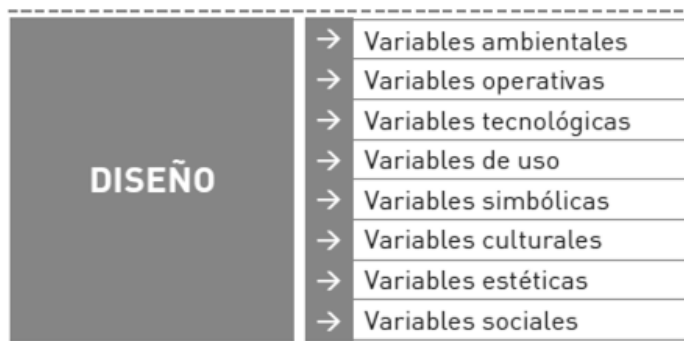 DISEÑO
→ Variables ambientales
→ Variables operativas
→ Variables tecnológicas
→ Variables de uso
→ Variables simbólicas
→ Variables culturales
→ Variables estéticas
→ Variables sociales